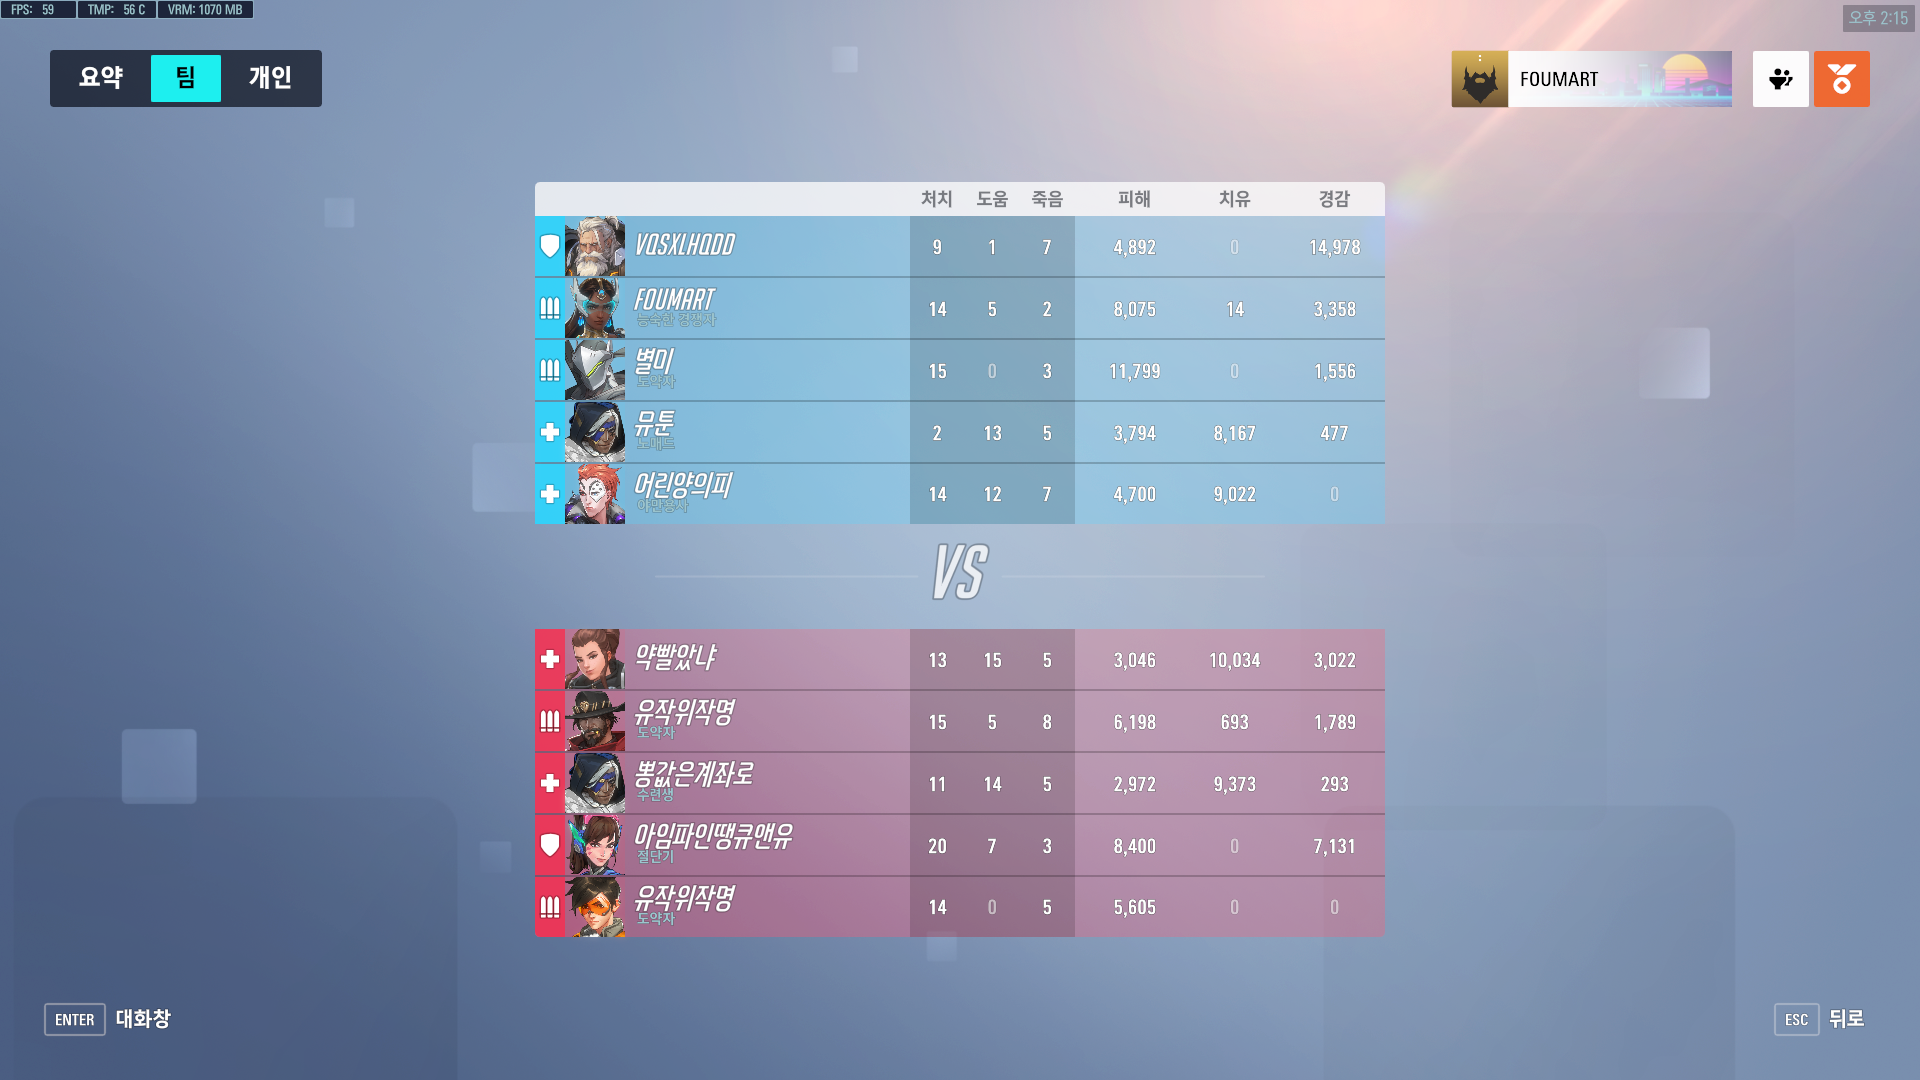 FPS: 59 TMP: 56 C VRM: 1070 MB
오후 2:15
요약 팀 개인
FOUMART
처치 도움 죽음 피해 치유 경감
VQSXLHQDD 9 1 7 4,892 0 14,978
FOUMART 14 5 2 8,075 14 3,358
능숙한 경쟁자
별미 15 0 3 11,799 0 1,556
도약자
뮤툰 2 13 5 3,794 8,167 477
노매드
어린양의피 14 12 7 4,700 9,022 0
야만용사
VS
약빨았냐 13 15 5 3,046 10,034 3,022
유작위작명 15 5 8 6,198 693 1,789
도약자
뽕값은계좌로 11 14 5 2,972 9,373 293
수련생
아임파인땡큐앤유 20 7 3 8,400 0 7,131
절단기
유작위작명 14 0 5 5,605 0 0
도약자
ENTER 대화창
ESC 뒤로